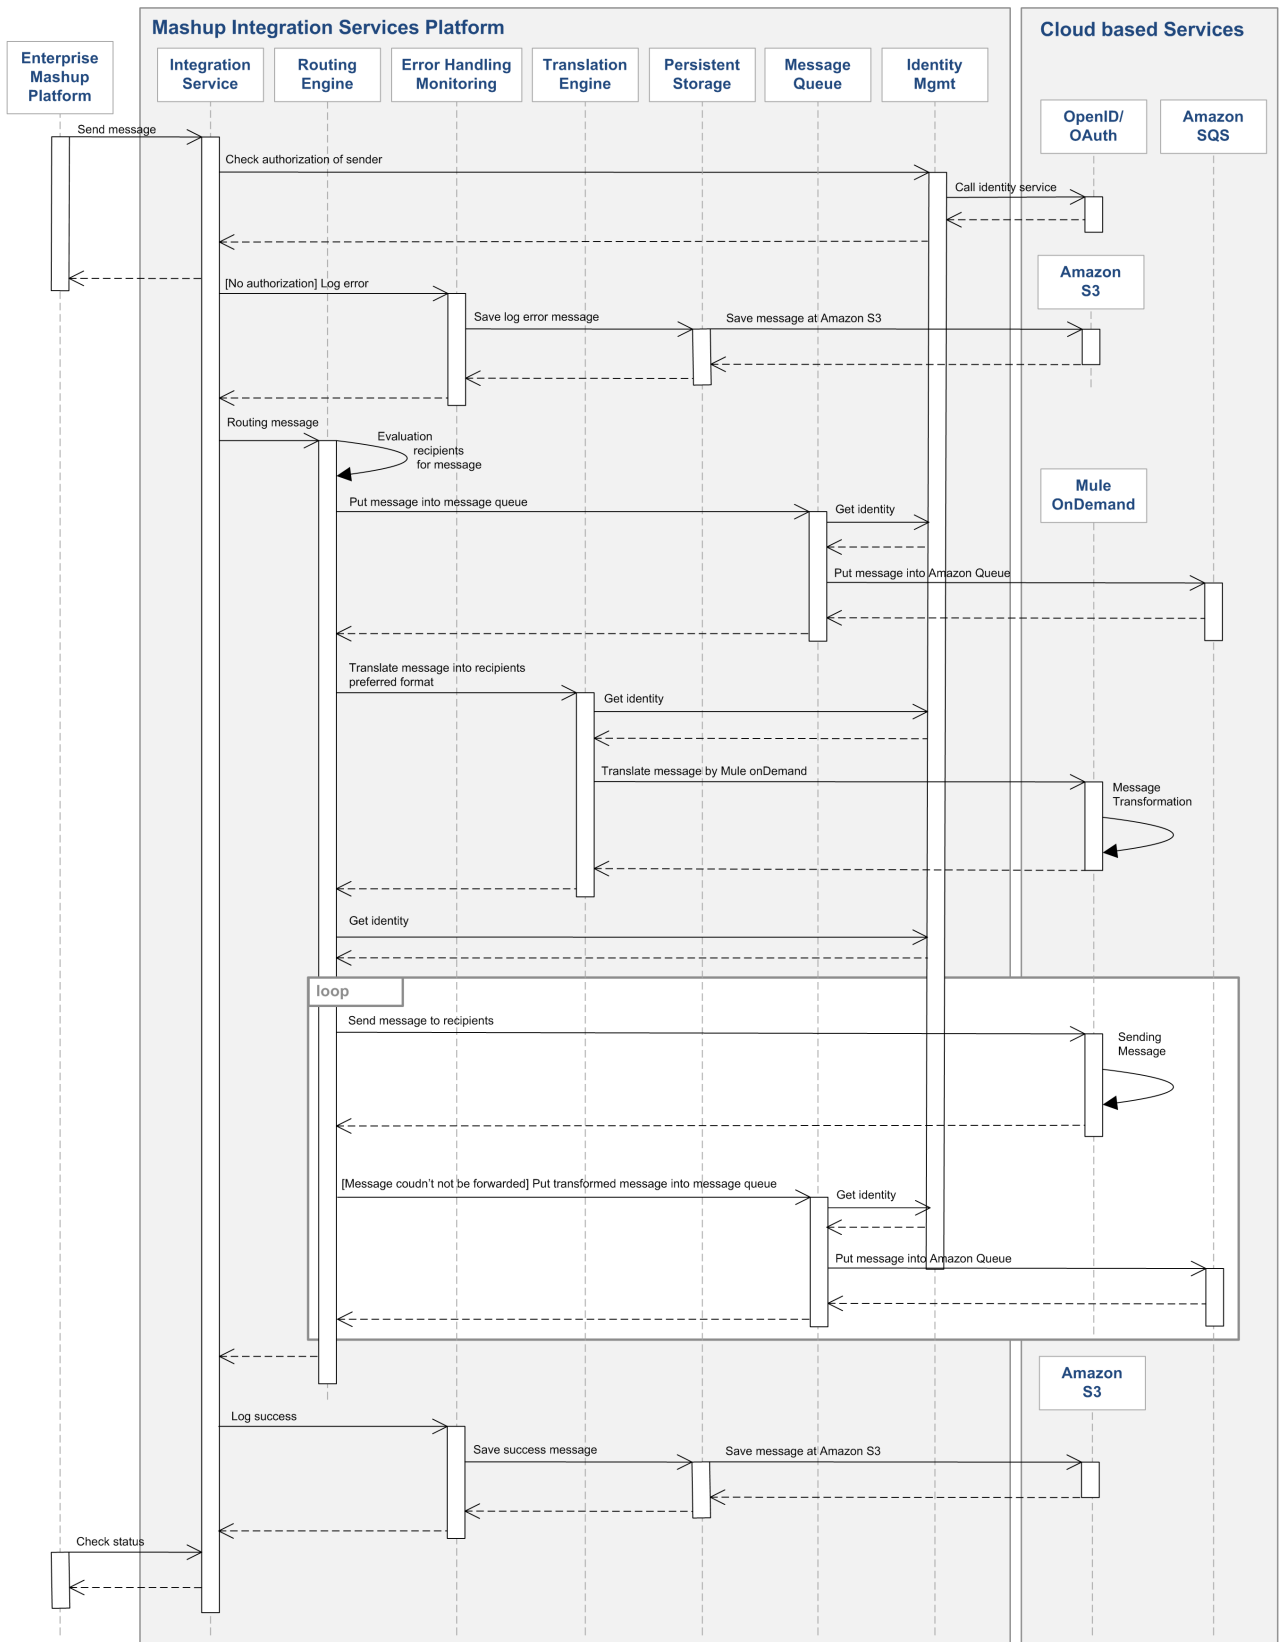 Mashup Integration Services Platform
Cloud based Services
Enterprise
Mashup
Platform
Integration
Service
Routing
Engine
Error Handling
Monitoring
Translation
Engine
Persistent
Storage
Message
Queue
Identity
Mgmt
OpenID/
OAuth
Amazon
SQS
Send message
Check authorization of sender
Call identity service
Amazon
S3
[No authorization] Log error
Save log error message
Save message at Amazon S3
Routing message
Evaluation
recipients
for message
Mule
OnDemand
Put message into message queue
Get identity
Put message into Amazon Queue
Translate message into recipients
preferred format
Get identity
Translate message by Mule onDemand
Message
Transformation
Get identity
loop
Send message to recipients
Sending
Message
[Message coudn't not be forwarded] Put transformed message into message queue
Get identity
Put message into Amazon Queue
Amazon
S3
Log success
Save success message
Save message at Amazon S3
Check status